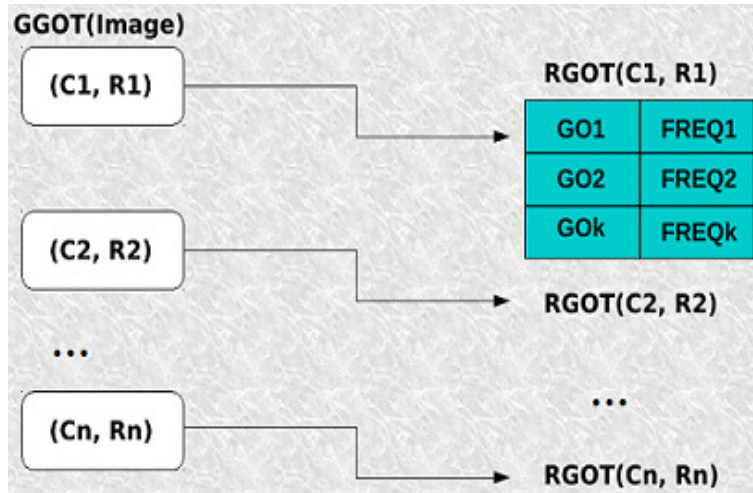 GGOT(Image)
(C1, R1)
RGOT(C1, R1)
GO1 FREQ1
GO2 FREQ2
GOk FREQk
(C2, R2)
RGOT(C2, R2)
...
...
(Cn, Rn)
RGOT(Cn, Rn)